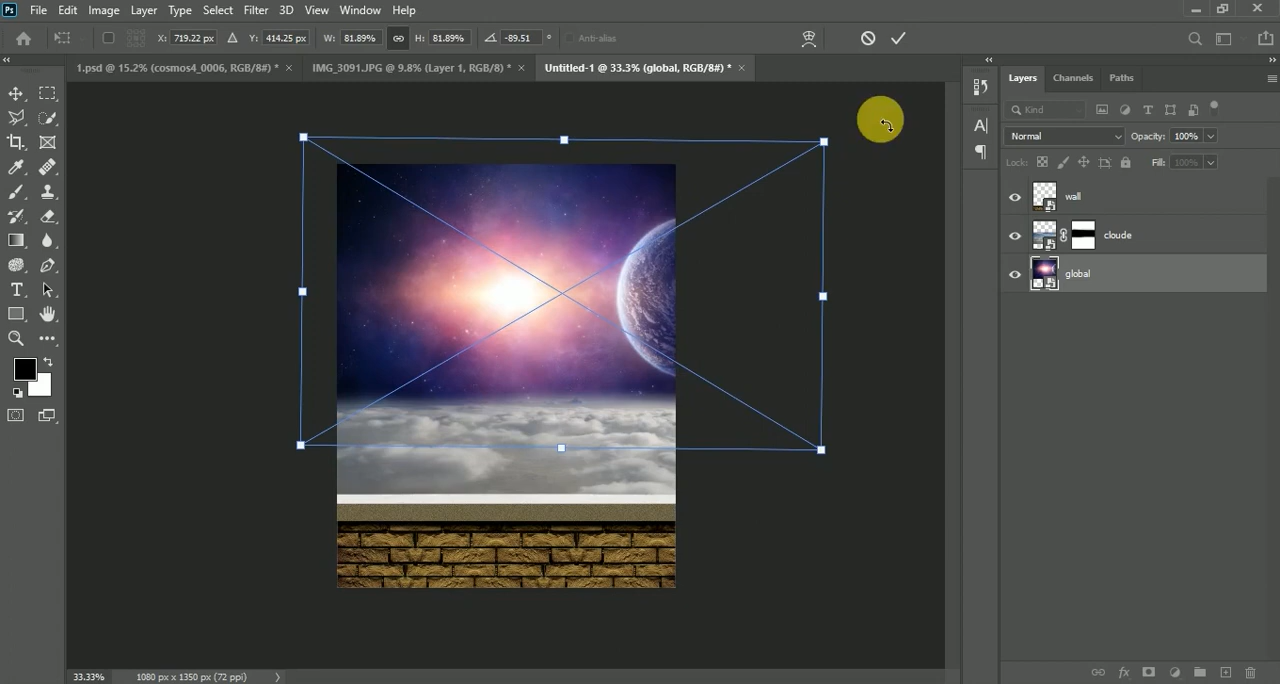 Ps File Edit Image Layer Type Select Filter 3D View Window Help
X: 719.22 px Y: 414.25 px W: 81.89% H: 81.89% -89.51 ° Anti-alias
1.psd @ 15.2% (cosmos4_0006, RGB/8#) * × IMG_3091.JPG @ 9.8% (Layer 1, RGB/8) * × Untitled-1 @ 33.3% (global, RGB/8#) * ×
Layers Channels Paths
Kind
Normal Opacity: 100%
Lock: Fill: 100%
wall
cloude
global
33.33% 1080 px x 1350 px (72 ppi)